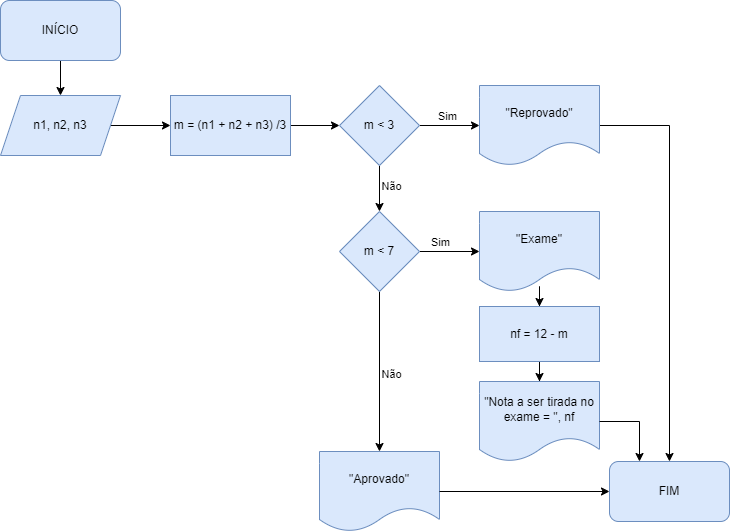 INÍCIO
n1, n2, n3
m = (n1 + n2 + n3) /3
m < 3
Sim
"Reprovado"
Não
m < 7
Sim
"Exame"
nf = 12 - m
Não
"Nota a ser tirada no
exame = ", nf
"Aprovado"
FIM